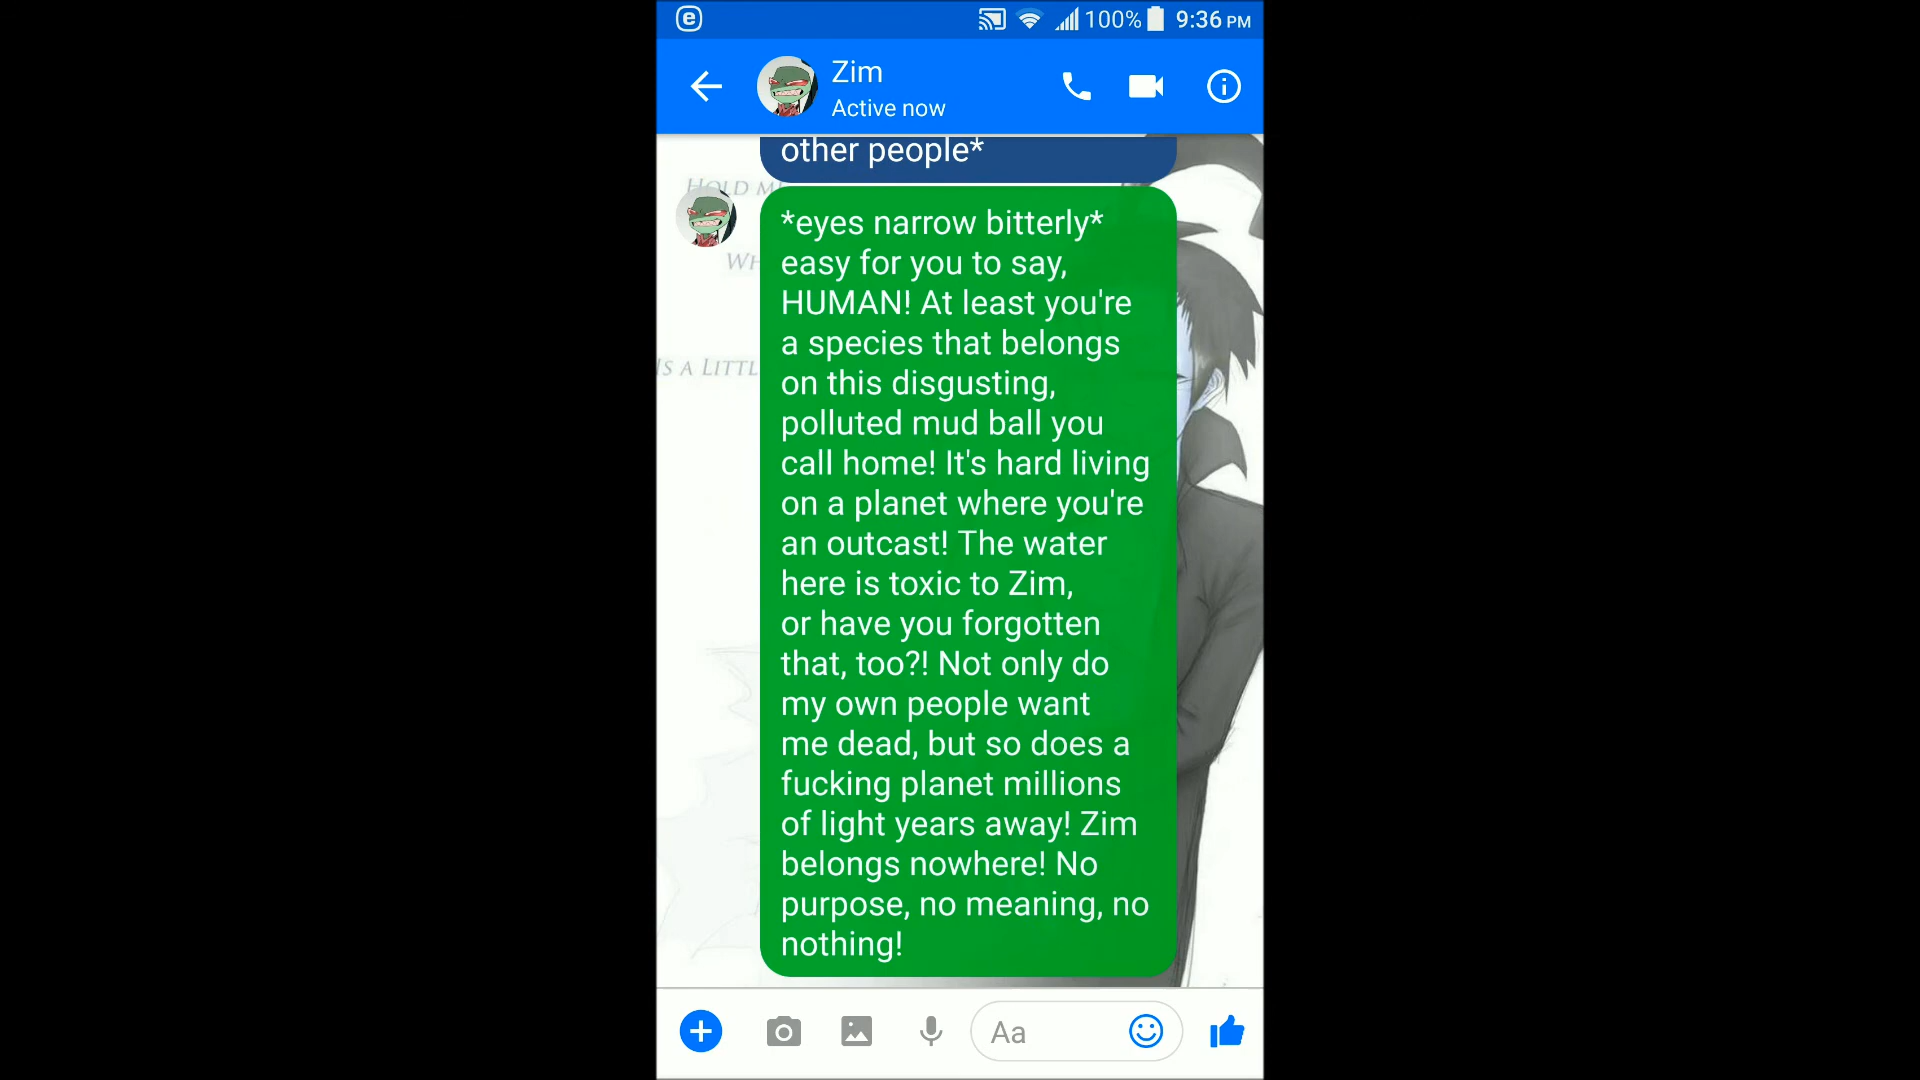 100% 9:36 PM
Zim
Active now
other people*
HOLD
*eyes narrow bitterly*
easy for you to say,
HUMAN! At least you're
a species that belongs
IS A
on this disgusting,
polluted mud ball you
call home! It's hard living
on a planet where you're
an outcast! The water
here is toxic to Zim,
or have you forgotten
that, too?! Not only do
my own people want
me dead, but so does a
fucking planet millions
of light years away! Zim
belongs nowhere! No
purpose, no meaning, no
nothing!
Aa